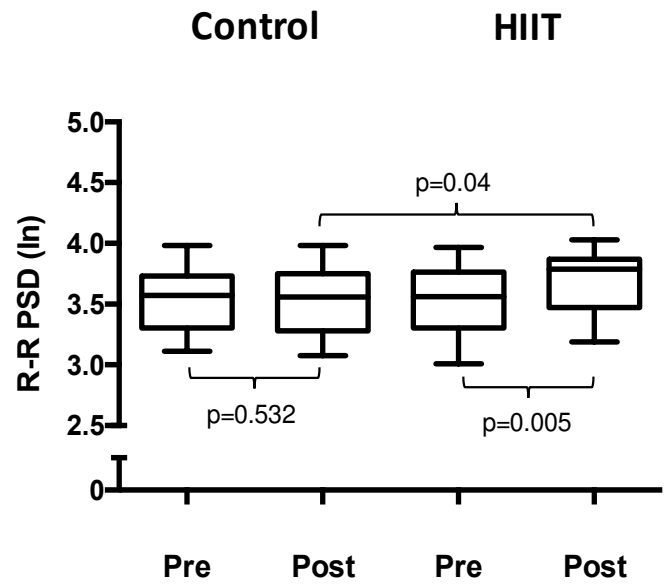 Control HIIT
R-R PSD (ln)
5.0
4.5
4.0
3.5
3.0
2.5
0
p=0.04
p=0.532
p=0.005
Pre Post Pre Post